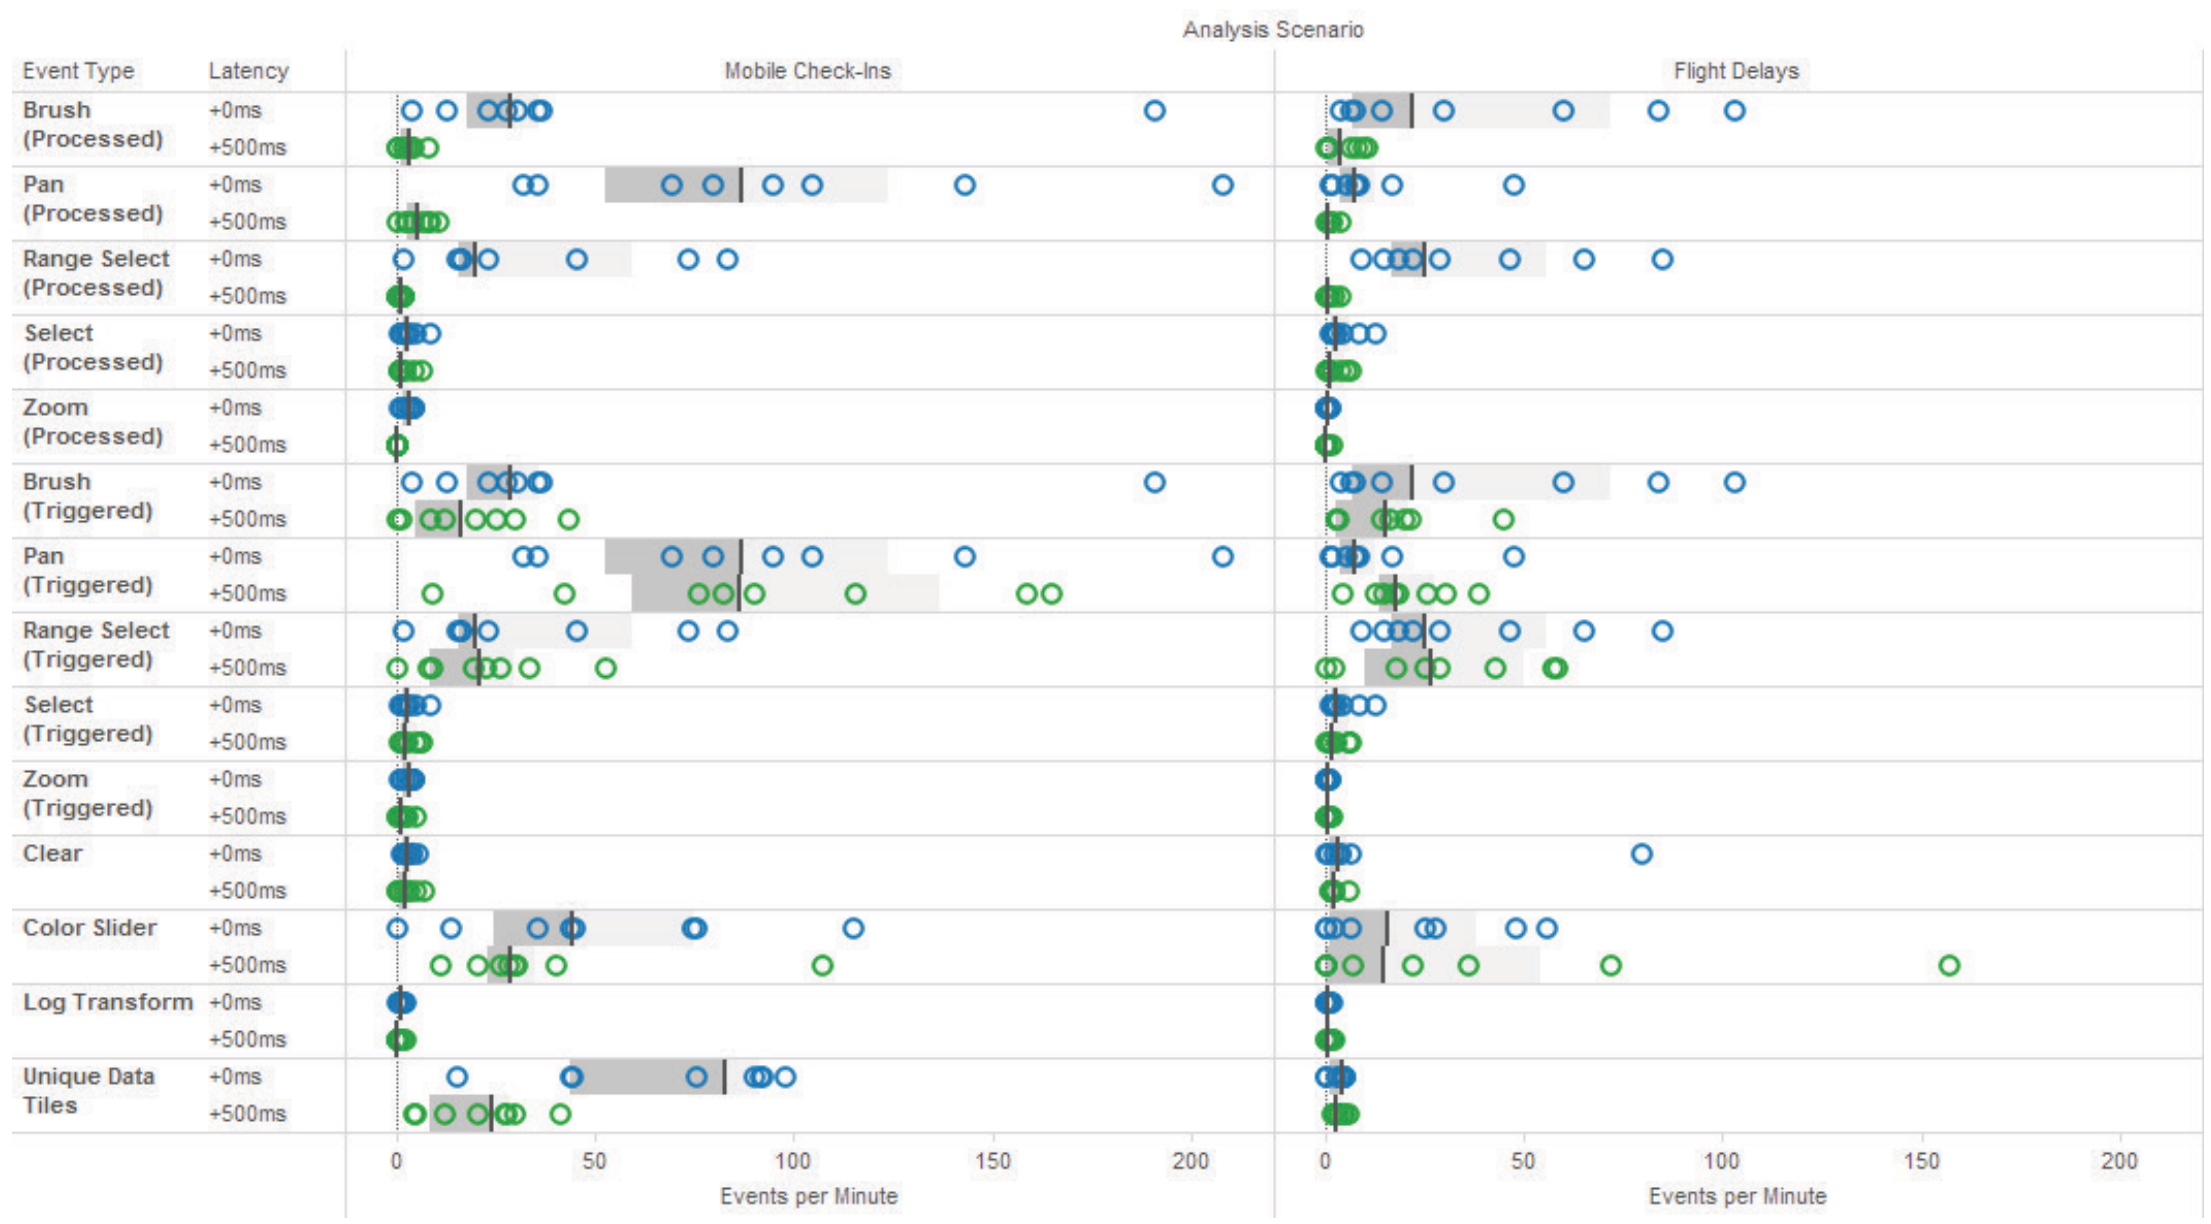 Analysis Scenario
Event Type Latency Mobile Check-Ins Flight Delays
Brush +0ms
(Processed) +500ms
Pan +0ms
(Processed) +500ms
Range Select +0ms
(Processed) +500ms
Select +0ms
(Processed) +500ms
Zoom +0ms
(Processed) +500ms
Brush +0ms
(Triggered) +500ms
Pan +0ms
(Triggered) +500ms
Range Select +0ms
(Triggered) +500ms
Select +0ms
(Triggered) +500ms
Zoom +0ms
(Triggered) +500ms
Clear +0ms
+500ms
Color Slider +0ms
+500ms
Log Transform +0ms
+500ms
Unique Data +0ms
Tiles +500ms
0 50 100 150 200 0 50 100 150 200
Events per Minute Events per Minute